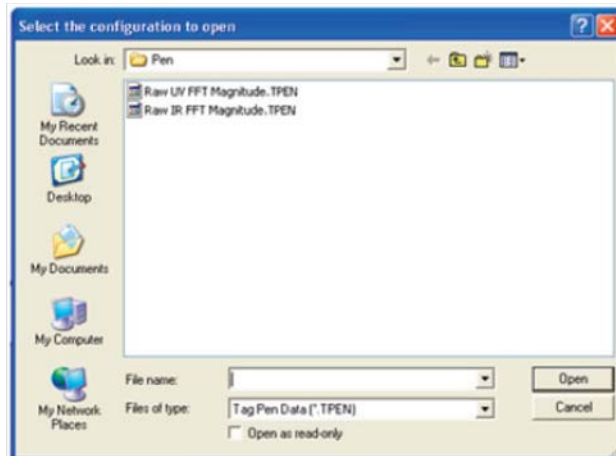 Select the configuration to open
Look in: Pen
Raw UV FFT Magnitude.TPEN
Raw IR FFT Magnitude.TPEN
My Recent
Documents
Desktop
My Documents
My Computer
My Network
Places
File name:
Open
Files of type: Tag Pen Data (*.TPEN)
Cancel
Open as read-only